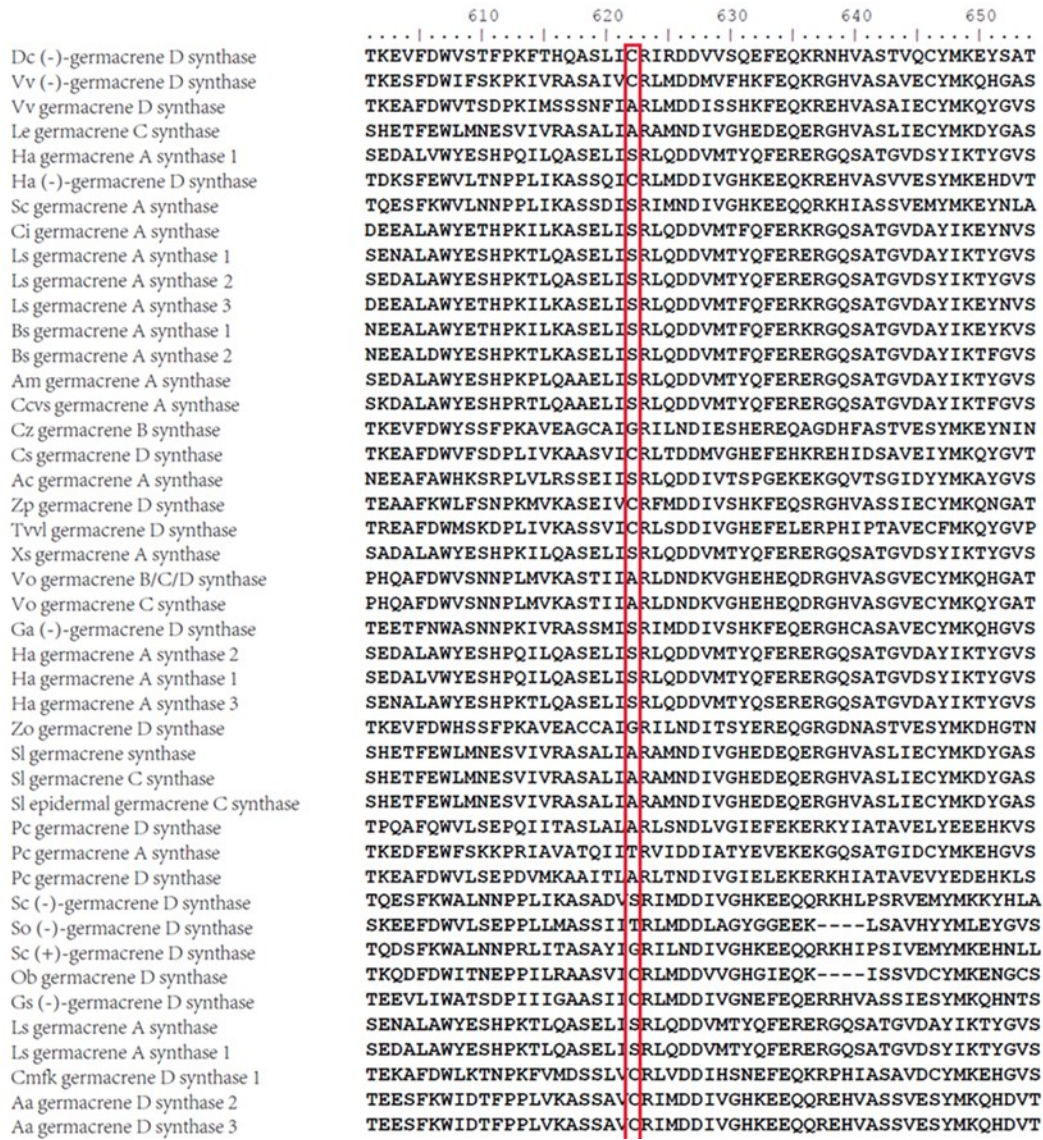 610 620 630 640 650
Dc (-)-germacrene D synthase TKEVFDWVSTFPKFTHQASLICRIRDDVVSQEFEQKRNHVASTVQCYMKEYSAT
Vv (-)-germacrene D synthase TKESFDWIFSKPKIVRASAIVCRLMDDMVFHKFEQKREHVASAVECYMKQHGAS
Vv germacrene D synthase TKEAFDWVTSDPKIMSSSNFIARLMDDISSHKFEQKREHVASAIECYMKQYGVS
Le germacrene C synthase SHETFEWLMNESVIVRASALIARAMNDIVGHEDEQERGHVASLIECYMKDYGAS
Ha germacrene A synthase 1 SEDALVWYESHPQILQASELISRLQDDVMTYQFERERGQSATGVDSYIKTYGVS
Ha (-)-germacrene D synthase TDKSFEWVLTNPPLIKASSQICRLMDDIVGHKEEQKREHVASVVESYMKEHDVT
Sc germacrene A synthase TQESFKWVLNNPPLIKASSDISRIMNDIVGHKEEQQRKHIASSVEMYMKEYNLA
Ci germacrene A synthase DEEALAWYETHPKILKASELISRLQDDVMTFQFERKRGQSATGVDAYIKEYNVS
Ls germacrene A synthase 1 SENALAWYESHPKTLQASELISRLQDDVMTYQFERERGQSATGVDAYIKTYGVS
Ls germacrene A synthase 2 SEDALAWYESHPKTLQASELISRLQDDVMTYQFERERGQSATGVDSYIKTYGVS
Ls germacrene A synthase 3 DEEALAWYETHPKILKASELISRLQDDVMTFQFERKRGQSATGVDAYIKEYNVS
Bs germacrene A synthase 1 NEEALAWYETHPKILKASELISRLQDDVMTFQFERKRGQSATGVDAYIKEYKVS
Bs germacrene A synthase 2 NEEALDWYESHPKTLKASELISRLQDDVMTFQFERERGQSATGVDAYIKTFGVS
Am germacrene A synthase SEDALAWYESHPKPLQAAELISRLQDDVMTYQFERERGQSATGVDAYIKTYGVS
Ccvs germacrene A synthase SKDALAWYESHPRTLQAAELISRLQDDVMTYQFERERGQSATGVDAYIKTFGVS
Cz germacrene B synthase TKEVFDWYSSFPKAVEAGCAIGRILNDIESHEREQAGDHFASTVESYMKEYNIN
Cs germacrene D synthase TKEAFDWVFSDPLIVKAASVICRLTDDMVGHEFEHKREHIDSAVEIYMKQYGVT
Ac germacrene A synthase NEEAFAWHKSRPLVLRSSEIISRLQDDIVTSPGEKEKGQVTSGIDYYMKAYGVS
Zp germacrene D synthase TEAAFKWLFSNPKMVKASEIVCRFMDDIVSHKFEQSRGHVASSIECYMKQNGAT
Tvvl germacrene D synthase TREAFDWMSKDPLIVKASSVICRLSDDIVGHKFELERPHIPTAVECFMKQYGVP
Xs germacrene A synthase SADALAWYESHPKILQASELISRLQDDVMTYQFERERGQSATGVDSYIKTYGVS
Vo germacrene B/C/D synthase PHQAFDWVSNNPLMVKASTIIARLDNDKVGHEHEQDRGHVASGVECYMKQHGAT
Vo germacrene C synthase PHQAFDWVSNNPLMVKASTIIARLDNDKVGHEHEQDRGHVASGVECYMKQYGAT
Ga (-)-germacrene D synthase TEETFNWASNNPKIVRASSMISRIMDDIVSHKFEQERGHCASAVECYMKQHGVS
Ha germacrene A synthase 2 SEDALAWYESHPQILQASELISRLQDDVMTYQFERERGQSATGVDAYIKTYGVS
Ha germacrene A synthase 1 SEDALVWYESHPQILQASELISRLQDDVMTYQFERERGQSATGVDSYIKTYGVS
Ha germacrene A synthase 3 SENALAWYESHPKTLQASELISRLQDDVMTYQSERERGQSATGVDAYIKTYGVS
Zo germacrene D synthase TKEVFDWHSSFPKAVEACCAIGRILNDITSYEREQGRGDNASTVESYMKDHGTN
Sl germacrene synthase SHETFEWLMNESVIVRASALIARAMNDIVGHEDEQERGHVASLIECYMKDYGAS
Sl germacrene C synthase SHETFEWLMNESVIVRASALIARAMNDIVGHEDEQERGHVASLIECYMKDYGAS
Sl epidermal germacrene C synthase SHETFEWLMNESVIVRASALIARAMNDIVGHEDEQERGHVASLIECYMKDYGAS
Pc germacrene D synthase TPQAFQWVLSEPQIITASLALARLSNDLVGIEFEKERKYIATAVELYEEEHKVS
Pc germacrene A synthase TKEDFEWFSKKPRIAVATQIITRVIDDIATYEVEKEKGQSATGIDCYMKEHGVS
Pc germacrene D synthase TKEAFDWVLSEPDVMKAAITLARLTNDIVGIELEKERKHIATAVEVYEDEHKLS
Sc (-)-germacrene D synthase TQESFKWALNNPPLIKASADVSRIMDDIVGHKEEQQRKHLPSRVEMYMKKYHLA
So (-)-germacrene D synthase SKEEFDWVLSEPPLLMASSIITRLMDDLAGYGGEEK----LSAVHYYMLEYGVS
Sc (+)-germacrene D synthase TQDSFKWALNNPRLITASAYIGRILNDIVGHKEEQQRKHIPSIVEMYMKEHNLL
Ob germacrene D synthase TKQDFDWITNEPPILRAASVICRLMDDVVGHGIEQK----ISSVDCYMKENGCS
Gs (-)-germacrene D synthase TEEVLIWATSDPIIIGAASIICRLMDDIVGNEFEQERRHVASSIESYMKQHNTS
Ls germacrene A synthase SENALAWYESHPKTLQASELISRLQDDVMTYQFERERGQSATGVDAYIKTYGVS
Ls germacrene A synthase 1 SEDALAWYESHPKTLQASELISRLQDDVMTYQFERERGQSATGVDSYIKTYGVS
Cmfk germacrene D synthase 1 TEKAFDWLKTNPKFVMDSSLVCRLVDDIHSNEFEQKRPHIASAVDCYMKEHGVS
Aa germacrene D synthase 2 TEESFKWIDTFPPLVKASSAVCRIMDDIVGHKEEQQREHVASSVESYMKQHDVT
Aa germacrene D synthase 3 TEESFKWIDTFPPLVKASSAVCRIMDDIVGHKEEQQREHVASSVESYMKQHDVT